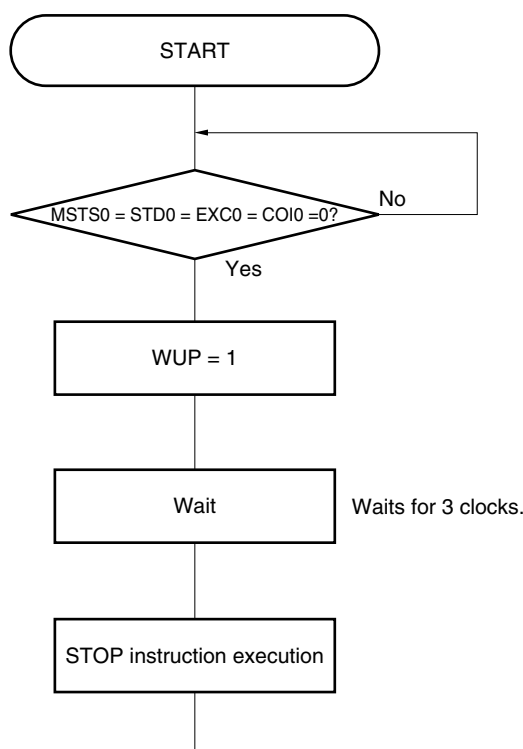 START
MSTS0 = STD0 = EXC0 = COI0 =0?
No
Yes
WUP = 1
Wait
Waits for 3 clocks.
STOP instruction execution